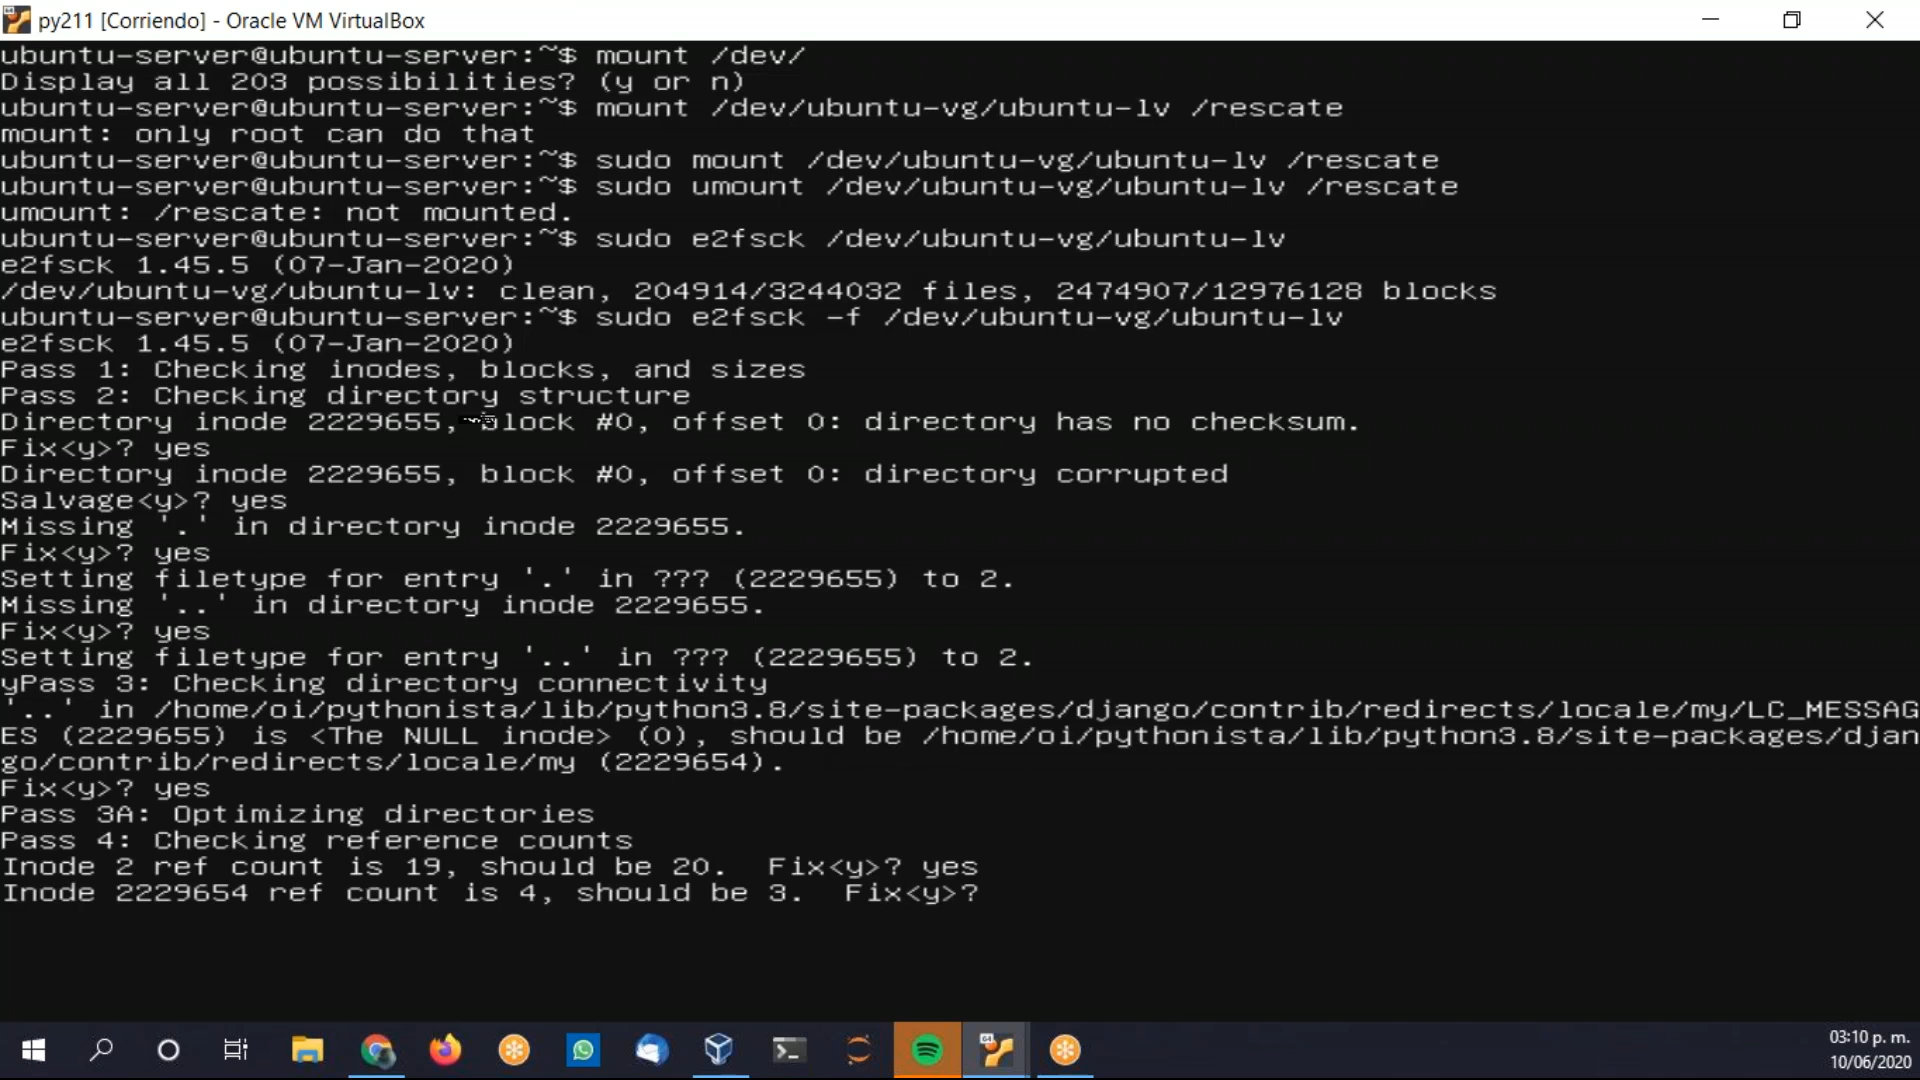 py211 [Corriendo] - Oracle VM VirtualBox
ubuntu-server@ubuntu-server:~$ mount /dev/
Display all 203 possibilities? (y or n)
ubuntu-server@ubuntu-server:~$ mount /dev/ubuntu-vg/ubuntu-lv /rescate
mount: only root can do that
ubuntu-server@ubuntu-server:~$ sudo mount /dev/ubuntu-vg/ubuntu-lv /rescate
ubuntu-server@ubuntu-server:~$ sudo umount /dev/ubuntu-vg/ubuntu-lv /rescate
umount: /rescate: not mounted.
ubuntu-server@ubuntu-server:~$ sudo e2fsck /dev/ubuntu-vg/ubuntu-lv
e2fsck 1.45.5 (07-Jan-2020)
/dev/ubuntu-vg/ubuntu-lv: clean, 204914/3244032 files, 2474907/12976128 blocks
ubuntu-server@ubuntu-server:~$ sudo e2fsck -f /dev/ubuntu-vg/ubuntu-lv
e2fsck 1.45.5 (07-Jan-2020)
Pass 1: Checking inodes, blocks, and sizes
Pass 2: Checking directory structure
Directory inode 2229655, block #0, offset 0: directory has no checksum.
Fix<y>? yes
Directory inode 2229655, block #0, offset 0: directory corrupted
Salvage<y>? yes
Missing '.' in directory inode 2229655.
Fix<y>? yes
Setting filetype for entry '.' in ??? (2229655) to 2.
Missing '..' in directory inode 2229655.
Fix<y>? yes
Setting filetype for entry '..' in ??? (2229655) to 2.
yPass 3: Checking directory connectivity
'..' in /home/oi/pythonista/lib/python3.8/site-packages/django/contrib/redirects/locale/my/LC_MESSAG
ES (2229655) is <The NULL inode> (0), should be /home/oi/pythonista/lib/python3.8/site-packages/djan
go/contrib/redirects/locale/my (2229654).
Fix<y>? yes
Pass 3A: Optimizing directories
Pass 4: Checking reference counts
Inode 2 ref count is 19, should be 20.  Fix<y>? yes
Inode 2229654 ref count is 4, should be 3.  Fix<y>?
03:10 p. m.
10/06/2020